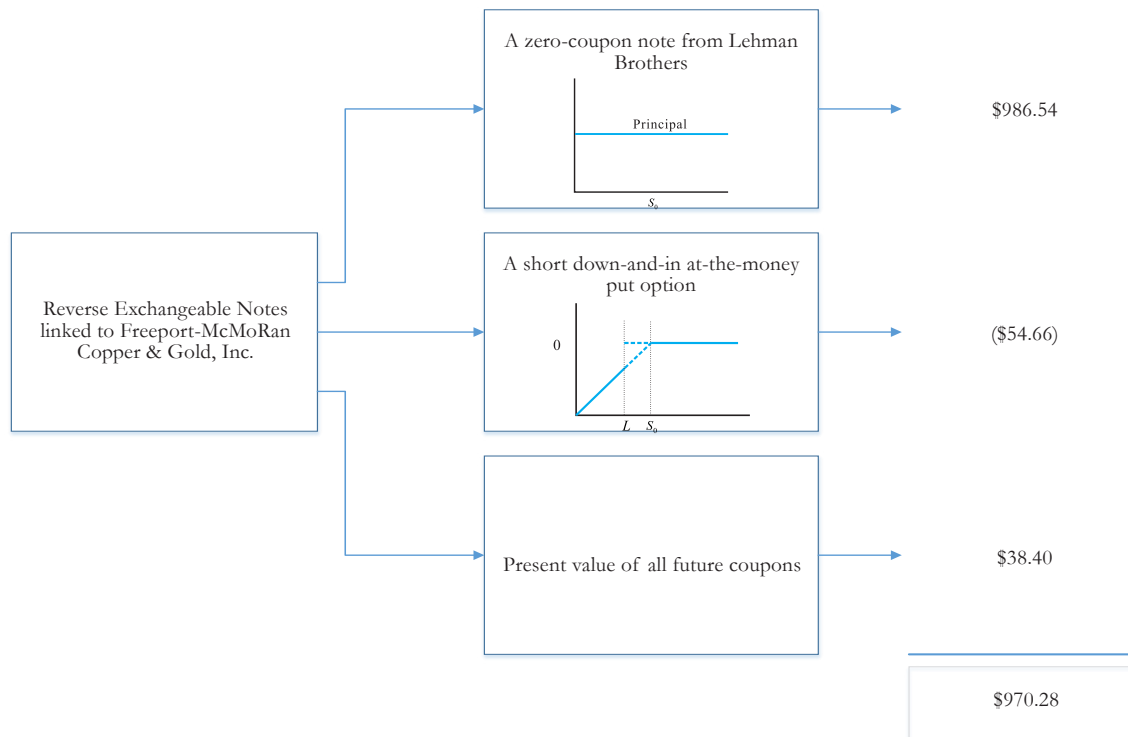 Reverse Exchangeable Notes
linked to Freeport-McMoRan
Copper & Gold, Inc.
A zero-coupon note from Lehman
Brothers
Principal
S₀
$986.54
A short down-and-in at-the-money
put option
0
L S₀
($54.66)
Present value of all future coupons
$38.40
$970.28